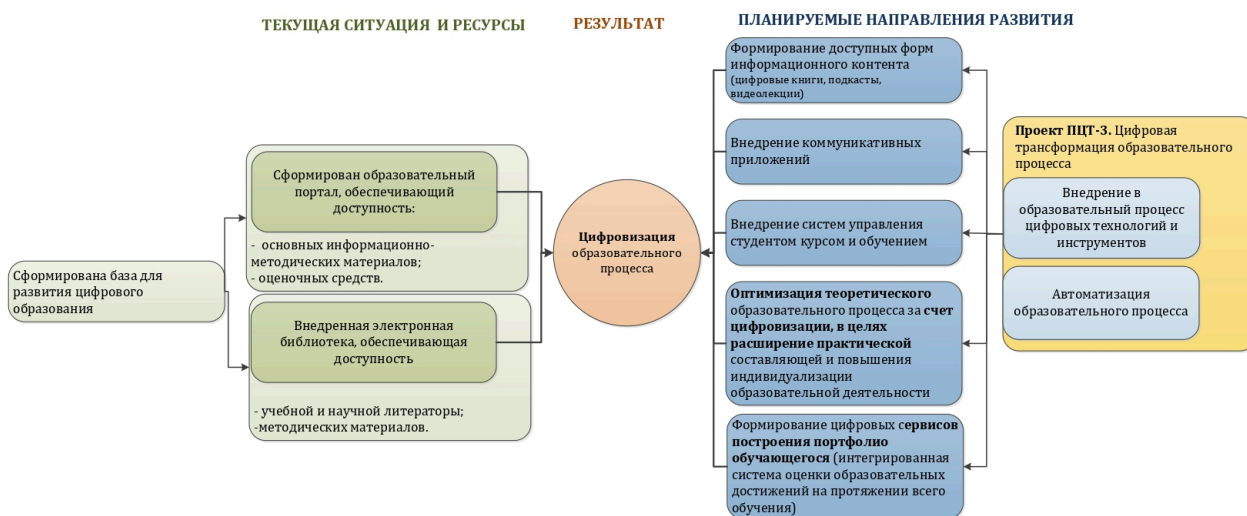 ТЕКУЩАЯ СИТУАЦИЯ И РЕСУРСЫ
РЕЗУЛЬТАТ
ПЛАНИРУЕМЫЕ НАПРАВЛЕНИЯ РАЗВИТИЯ
Сформирована база для
развития цифрового
образования
Сформирован образовательный
портал, обеспечивающий
доступность:
- основных информационно-
методических материалов;
- оценочных средств.
Внедренная электронная
библиотека, обеспечивающая
доступность
- учебной и научной литераторы;
-методических материалов.
Цифровизация
образовательного
процесса
Формирование доступных форм
информационного контента
(цифровые книги, подкасты,
видеолекции)
Внедрение коммуникативных
приложений
Внедрение систем управления
студентом курсом и обучением
Оптимизация теоретического
образовательного процесса за счет
цифровизации, в целях
расширение практической
составляющей и повышения
индивидуализации
образовательной деятельности
Формирование цифровых сервисов
построения портфолио
обучающегося (интегрированная
система оценки образовательных
достижений на протяжении всего
обучения)
Проект ПЦТ-3. Цифровая
трансформация образовательного
процесса
Внедрение в
образовательный процесс
цифровых технологий и
инструментов
Автоматизация
образовательного процесса